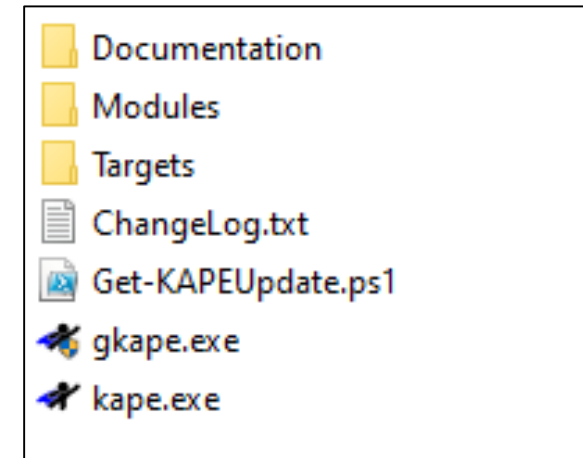 Documentation
Modules
Targets
ChangeLog.txt
Get-KAPEUpdate.ps1
gkape.exe
kape.exe